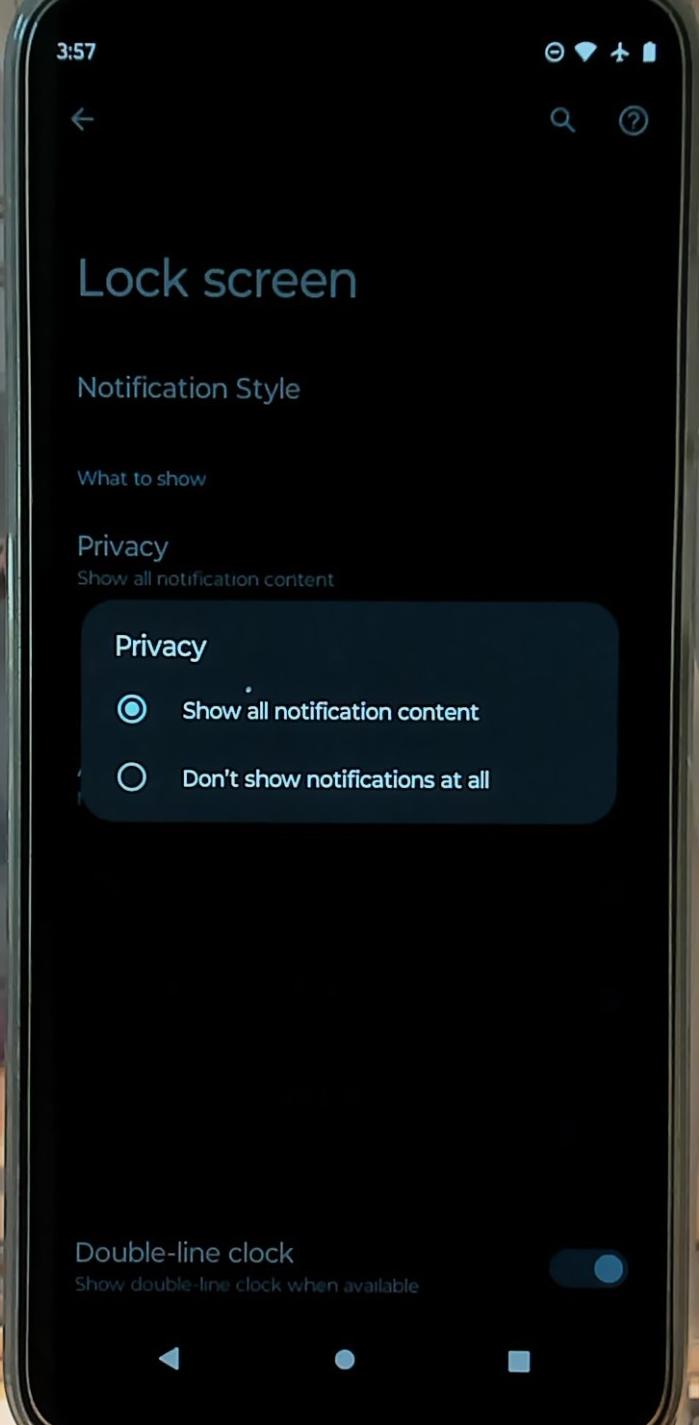 3:57
Lock screen
Notification Style
What to show
Privacy
Show all notification content
Privacy
Show all notification content
Don't show notifications at all
Double-line clock
Show double-line clock when available